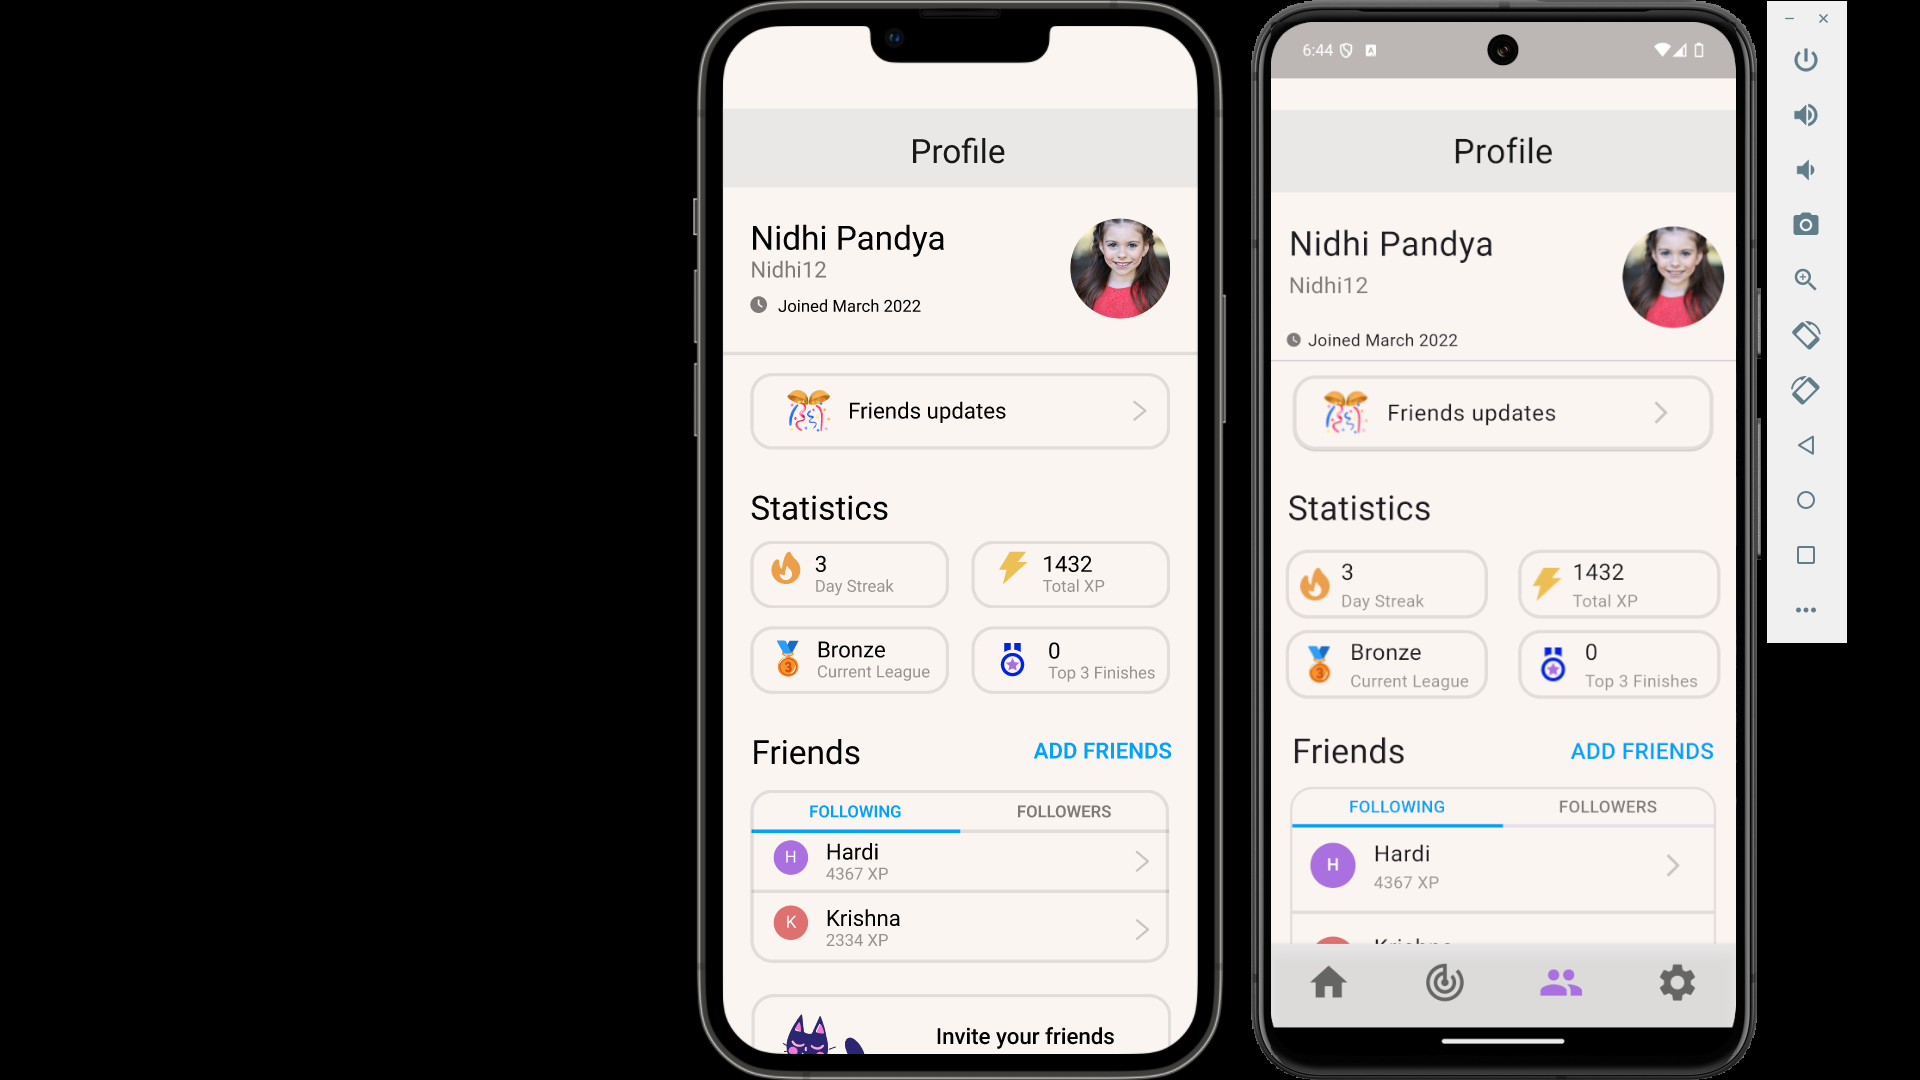 Profile
Nidhi Pandya
Nidhi12
Joined March 2022
Friends updates
Statistics
3
Day Streak
1432
Total XP
3
Bronze
Current League
0
Top 3 Finishes
Friends
ADD FRIENDS
FOLLOWING
FOLLOWERS
H
Hardi
4367 XP
K
Krishna
2334 XP
Invite your friends
6:44
A
Profile
Nidhi Pandya
Nidhi12
Joined March 2022
Friends updates
Statistics
3
Day Streak
1432
Total XP
3
Bronze
Current League
0
Top 3 Finishes
Friends
ADD FRIENDS
FOLLOWING
FOLLOWERS
H
Hardi
4367 XP
Krishna